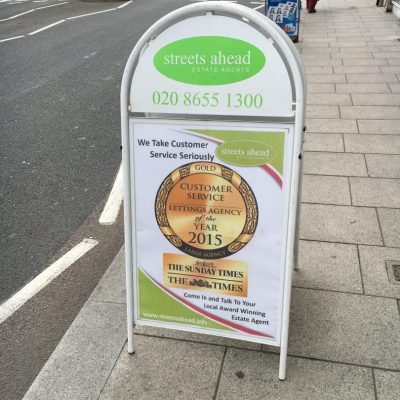 streets ahead
ESTATE AGENTS
020 8655 1300
We Take Customer
Service Seriously
streets ahead
ESTATE AGENTS
GOLD
CUSTOMER
SERVICE
LETTINGS AGENCY
of the
YEAR
2015
THE SUNDAY TIMES
THE TIMES
Come In and Talk To Your
Local Award Winning
Estate Agent
www.streetsahead.info